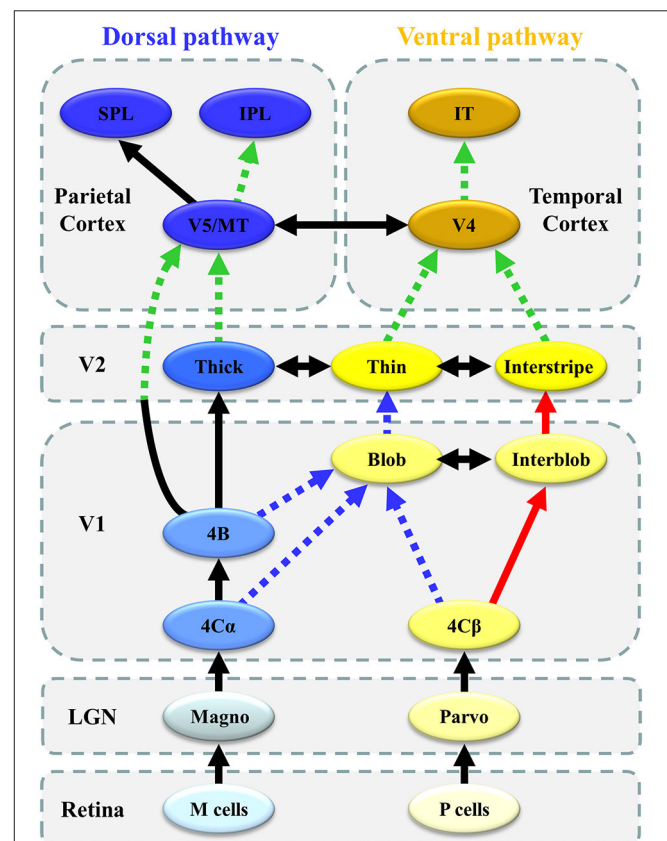 Dorsal pathway
Ventral pathway
SPL
IPL
IT
Parietal
Cortex
V5/MT
V4
Temporal
Cortex
V2
Thick
Thin
Interstripe
Blob
Interblob
V1
4B
4Cα
4Cβ
LGN
Magno
Parvo
Retina
M cells
P cells